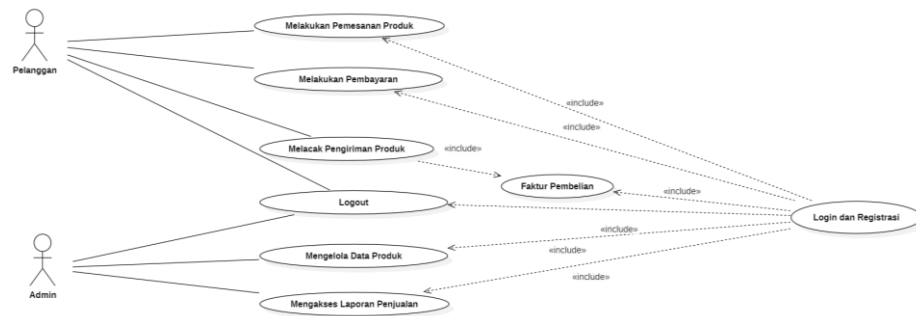 Melakukan Pemesanan Produk
Pelanggan
Melakukan Pembayaran
«include»
«include»
Melacak Pengiriman Produk
«include»
Faktur Pembelian
«include»
Logout
Login dan Registrasi
«include»
Mengelola Data Produk
«include»
«include»
Admin
Mengakses Laporan Penjualan